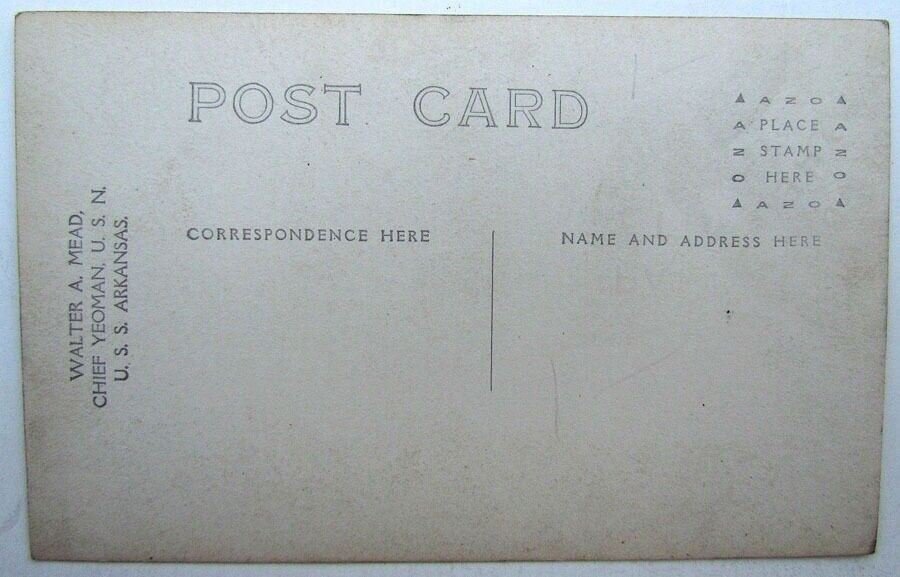 POST CARD
▲ AZO ▲
A PLACE A
Z STAMP Z
O HERE O
▲ AZO ▲
CORRESPONDENCE HERE
NAME AND ADDRESS HERE
WALTER A. MEAD,
CHIEF YEOMAN, U. S. N.
U. S. S. ARKANSAS.